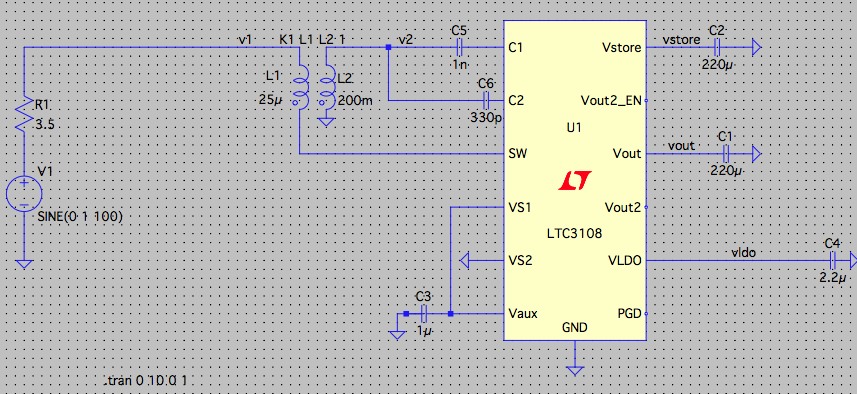 v1
K1 L1 L2 1
v2
C5
1n
C1
Vstore
vstore
C2
220µ
L1
25µ
L2
200m
C6
330p
C2
Vout2_EN
R1
3.5
U1
SW
Vout
vout
C1
220µ
V1
SINE(0 1 100)
VS1
Vout2
LTC3108
VS2
VLDO
vldo
C4
2.2µ
C3
1µ
Vaux
PGD
GND
.tran 0 10 0 1